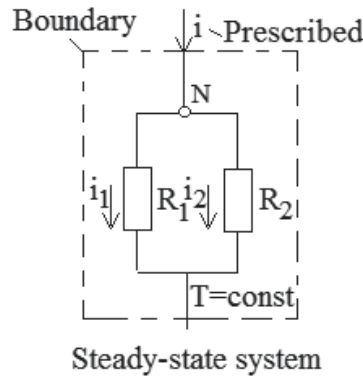 Boundary
i
Prescribed
N
i1
R1
i2
R2
T=const
Steady-state system